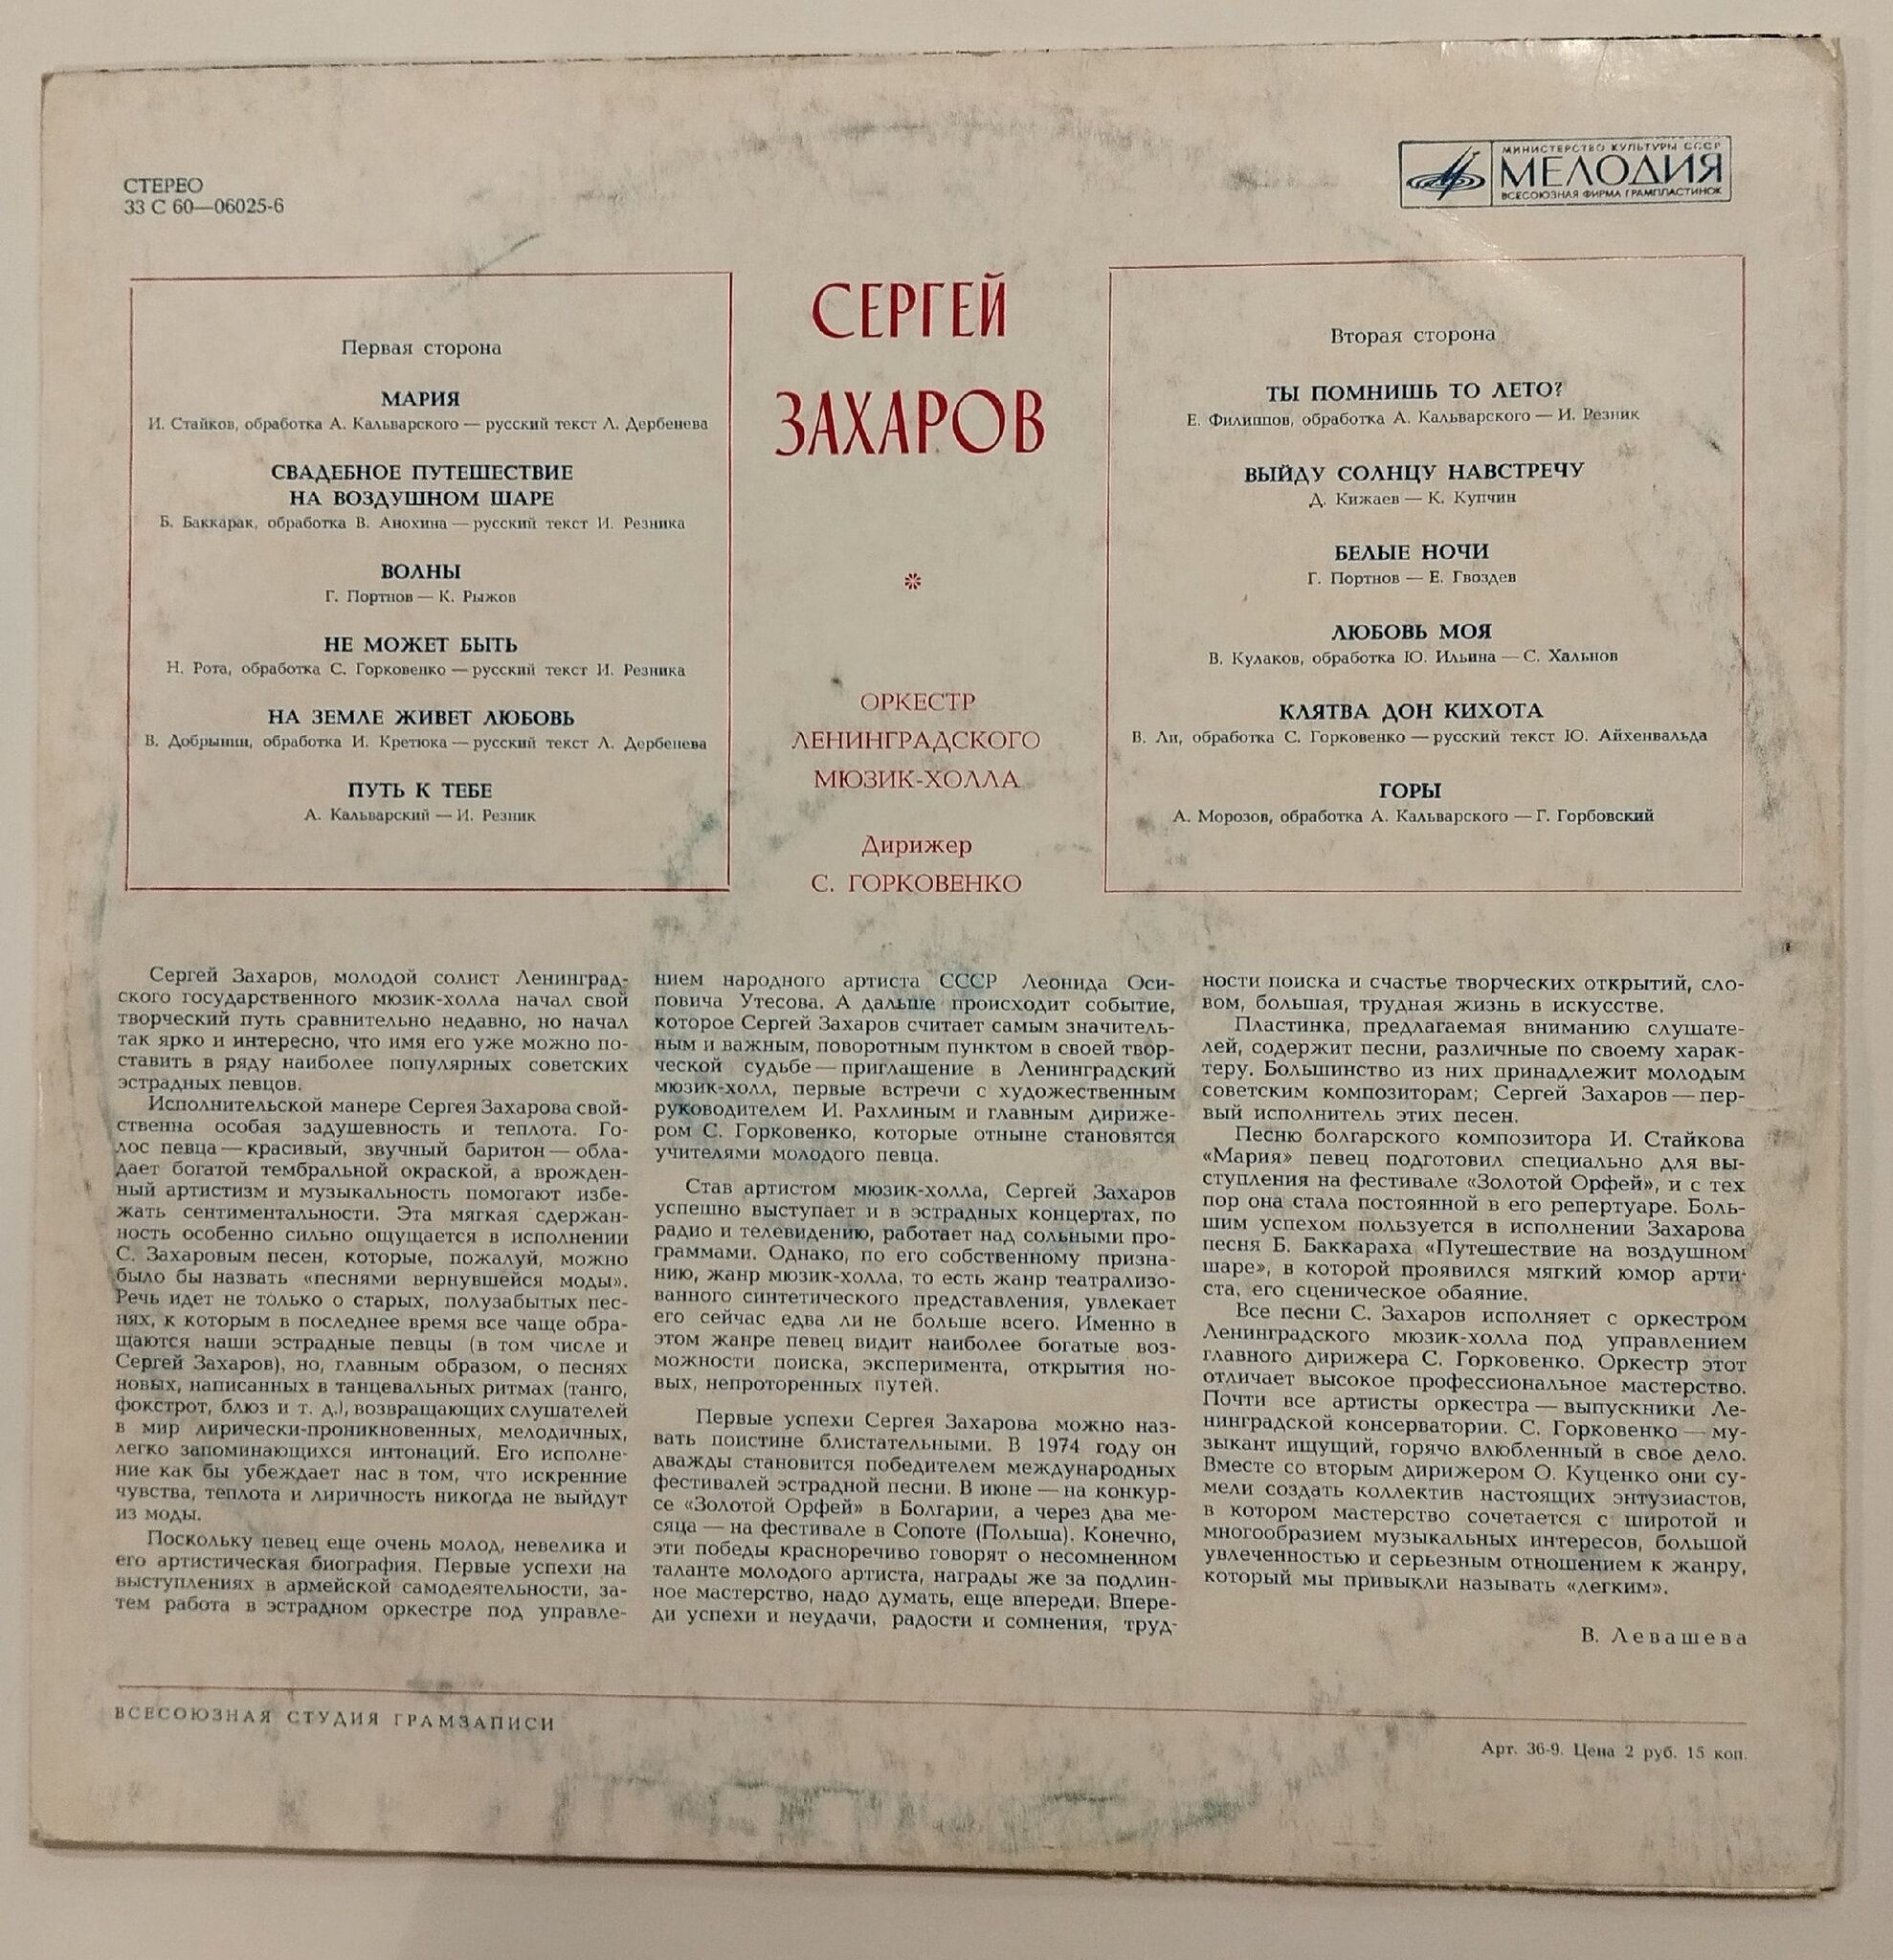 СТЕРЕО
33 С 60—06025-6
МИНИСТЕРСТВО КУЛЬТУРЫ СССР
МЕЛОДИЯ
ВСЕСОЮЗНАЯ ФИРМА ГРАМПЛАСТИНОК
Первая сторона
МАРИЯ
И. Стайков, обработка А. Кальварского — русский текст Л. Дербенева
СВАДЕБНОЕ ПУТЕШЕСТВИЕ
НА ВОЗДУШНОМ ШАРЕ
Б. Баккарак, обработка В. Анохина — русский текст И. Резника
ВОЛНЫ
Г. Портнов — К. Рыжов
НЕ МОЖЕТ БЫТЬ
Н. Рота, обработка С. Горковенко — русский текст И. Резника
НА ЗЕМЛЕ ЖИВЕТ ЛЮБОВЬ
В. Добрынин, обработка И. Кретюка — русский текст Л. Дербенева
ПУТЬ К ТЕБЕ
А. Кальварский — И. Резник
СЕРГЕЙ
ЗАХАРОВ
ОРКЕСТР
ЛЕНИНГРАДСКОГО
МЮЗИК-ХОЛЛА
Дирижер
С. ГОРКОВЕНКО
Вторая сторона
ТЫ ПОМНИШЬ ТО ЛЕТО?
Е. Филиппов, обработка А. Кальварского — И. Резник
ВЫЙДУ СОЛНЦУ НАВСТРЕЧУ
Д. Кижаев — К. Купчин
БЕЛЫЕ НОЧИ
Г. Портнов — Е. Гвоздев
ЛЮБОВЬ МОЯ
В. Кулаков, обработка Ю. Ильина — С. Хальнов
КЛЯТВА ДОН КИХОТА
В. Ли, обработка С. Горковенко — русский текст Ю. Айхенвальда
ГОРЫ
А. Морозов, обработка А. Кальварского — Г. Горбовский
Сергей Захаров, молодой солист Ленинград-
ского государственного мюзик-холла начал свой
творческий путь сравнительно недавно, но начал
так ярко и интересно, что имя его уже можно по-
ставить в ряду наиболее популярных советских
эстрадных певцов.
Исполнительской манере Сергея Захарова свой-
ственна особая задушевность и теплота. Го-
лос певца — красивый, звучный баритон — обла-
дает богатой тембральной окраской, а врожден-
ный артистизм и музыкальность помогают избе-
жать сентиментальности. Эта мягкая сдержан-
ность особенно сильно ощущается в исполнении
С. Захаровым песен, которые, пожалуй, можно
было бы назвать «песнями вернувшейся моды».
Речь идет не только о старых, полузабытых пес-
нях, к которым в последнее время все чаще обра-
щаются наши эстрадные певцы (в том числе и
Сергей Захаров), но, главным образом, о песнях
новых, написанных в танцевальных ритмах (танго,
фокстрот, блюз и т. д.), возвращающих слушателей
в мир лирически-проникновенных, мелодичных,
легко запоминающихся интонаций. Его исполне-
ние как бы убеждает нас в том, что искренние
чувства, теплота и лиричность никогда не выйдут
из моды.
Поскольку певец еще очень молод, невелика и
его артистическая биография. Первые успехи на
выступлениях в армейской самодеятельности, за-
тем работа в эстрадном оркестре под управле-
нием народного артиста СССР Леонида Оси-
повича Утесова. А дальше происходит событие,
которое Сергей Захаров считает самым значитель-
ным и важным, поворотным пунктом в своей твор-
ческой судьбе — приглашение в Ленинградский
мюзик-холл, первые встречи с художественным
руководителем И. Рахлиным и главным дириже-
ром С. Горковенко, которые отныне становятся
учителями молодого певца.
Став артистом мюзик-холла, Сергей Захаров
успешно выступает и в эстрадных концертах, по
радио и телевидению, работает над сольными про-
граммами. Однако, по его собственному призна-
нию, жанр мюзик-холла, то есть жанр театрализо-
ванного синтетического представления, увлекает
его сейчас едва ли не больше всего. Именно в
этом жанре певец видит наиболее богатые воз-
можности поиска, эксперимента, открытия но-
вых, непроторенных путей.
Первые успехи Сергея Захарова можно наз-
вать поистине блистательными. В 1974 году он
дважды становится победителем международных
фестивалей эстрадной песни. В июне — на конкур-
се «Золотой Орфей» в Болгарии, а через два ме-
сяца — на фестивале в Сопоте (Польша). Конечно,
эти победы красноречиво говорят о несомненном
таланте молодого артиста, награды же за подлин-
ное мастерство, надо думать, еще впереди. Впере-
ди успехи и неудачи, радости и сомнения, труд-
ности поиска и счастье творческих открытий, сло-
вом, большая, трудная жизнь в искусстве.
Пластинка, предлагаемая вниманию слушате-
лей, содержит песни, различные по своему харак-
теру. Большинство из них принадлежит молодым
советским композиторам; Сергей Захаров — пер-
вый исполнитель этих песен.
Песню болгарского композитора И. Стайкова
«Мария» певец подготовил специально для вы-
ступления на фестивале «Золотой Орфей», и с тех
пор она стала постоянной в его репертуаре. Боль-
шим успехом пользуется в исполнении Захарова
песня Б. Баккараха «Путешествие на воздушном
шаре», в которой проявился мягкий юмор арти-
ста, его сценическое обаяние.
Все песни С. Захаров исполняет с оркестром
Ленинградского мюзик-холла под управлением
главного дирижера С. Горковенко. Оркестр этот
отличает высокое профессиональное мастерство.
Почти все артисты оркестра — выпускники Ле-
нинградской консерватории. С. Горковенко — му-
зыкант ищущий, горячо влюбленный в свое дело.
Вместе со вторым дирижером О. Куценко они су-
мели создать коллектив настоящих энтузиастов,
в котором мастерство сочетается с широтой и
многообразием музыкальных интересов, большой
увлеченностью и серьезным отношением к жанру,
который мы привыкли называть «легким».
В. Левашева
ВСЕСОЮЗНАЯ СТУДИЯ ГРАМЗАПИСИ
Арт. 36-9. Цена 2 руб. 15 коп.